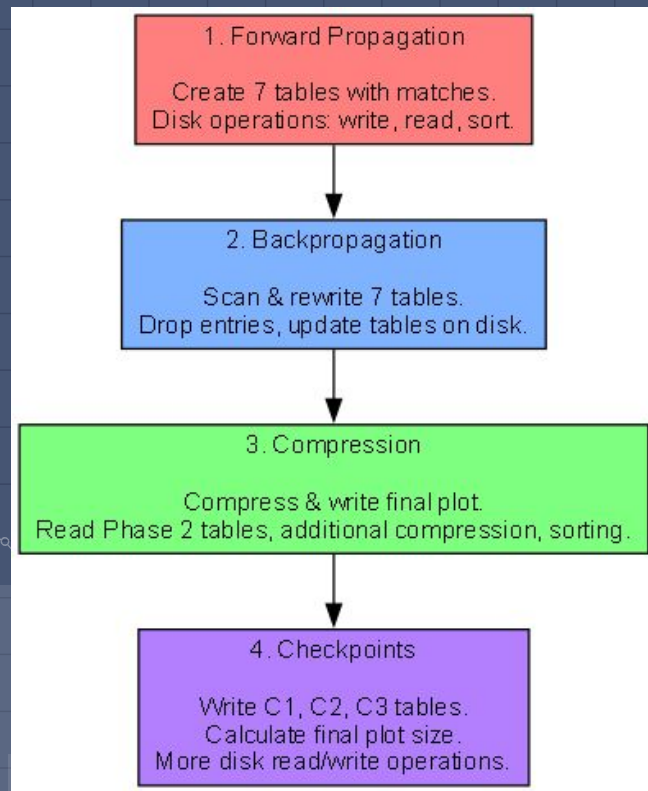 1. Forward Propagation
Create 7 tables with matches.
Disk operations: write, read, sort.
2. Backpropagation
Scan & rewrite 7 tables.
Drop entries, update tables on disk.
3. Compression
Compress & write final plot.
Read Phase 2 tables, additional compression, sorting.
4. Checkpoints
Write C1, C2, C3 tables.
Calculate final plot size.
More disk read/write operations.